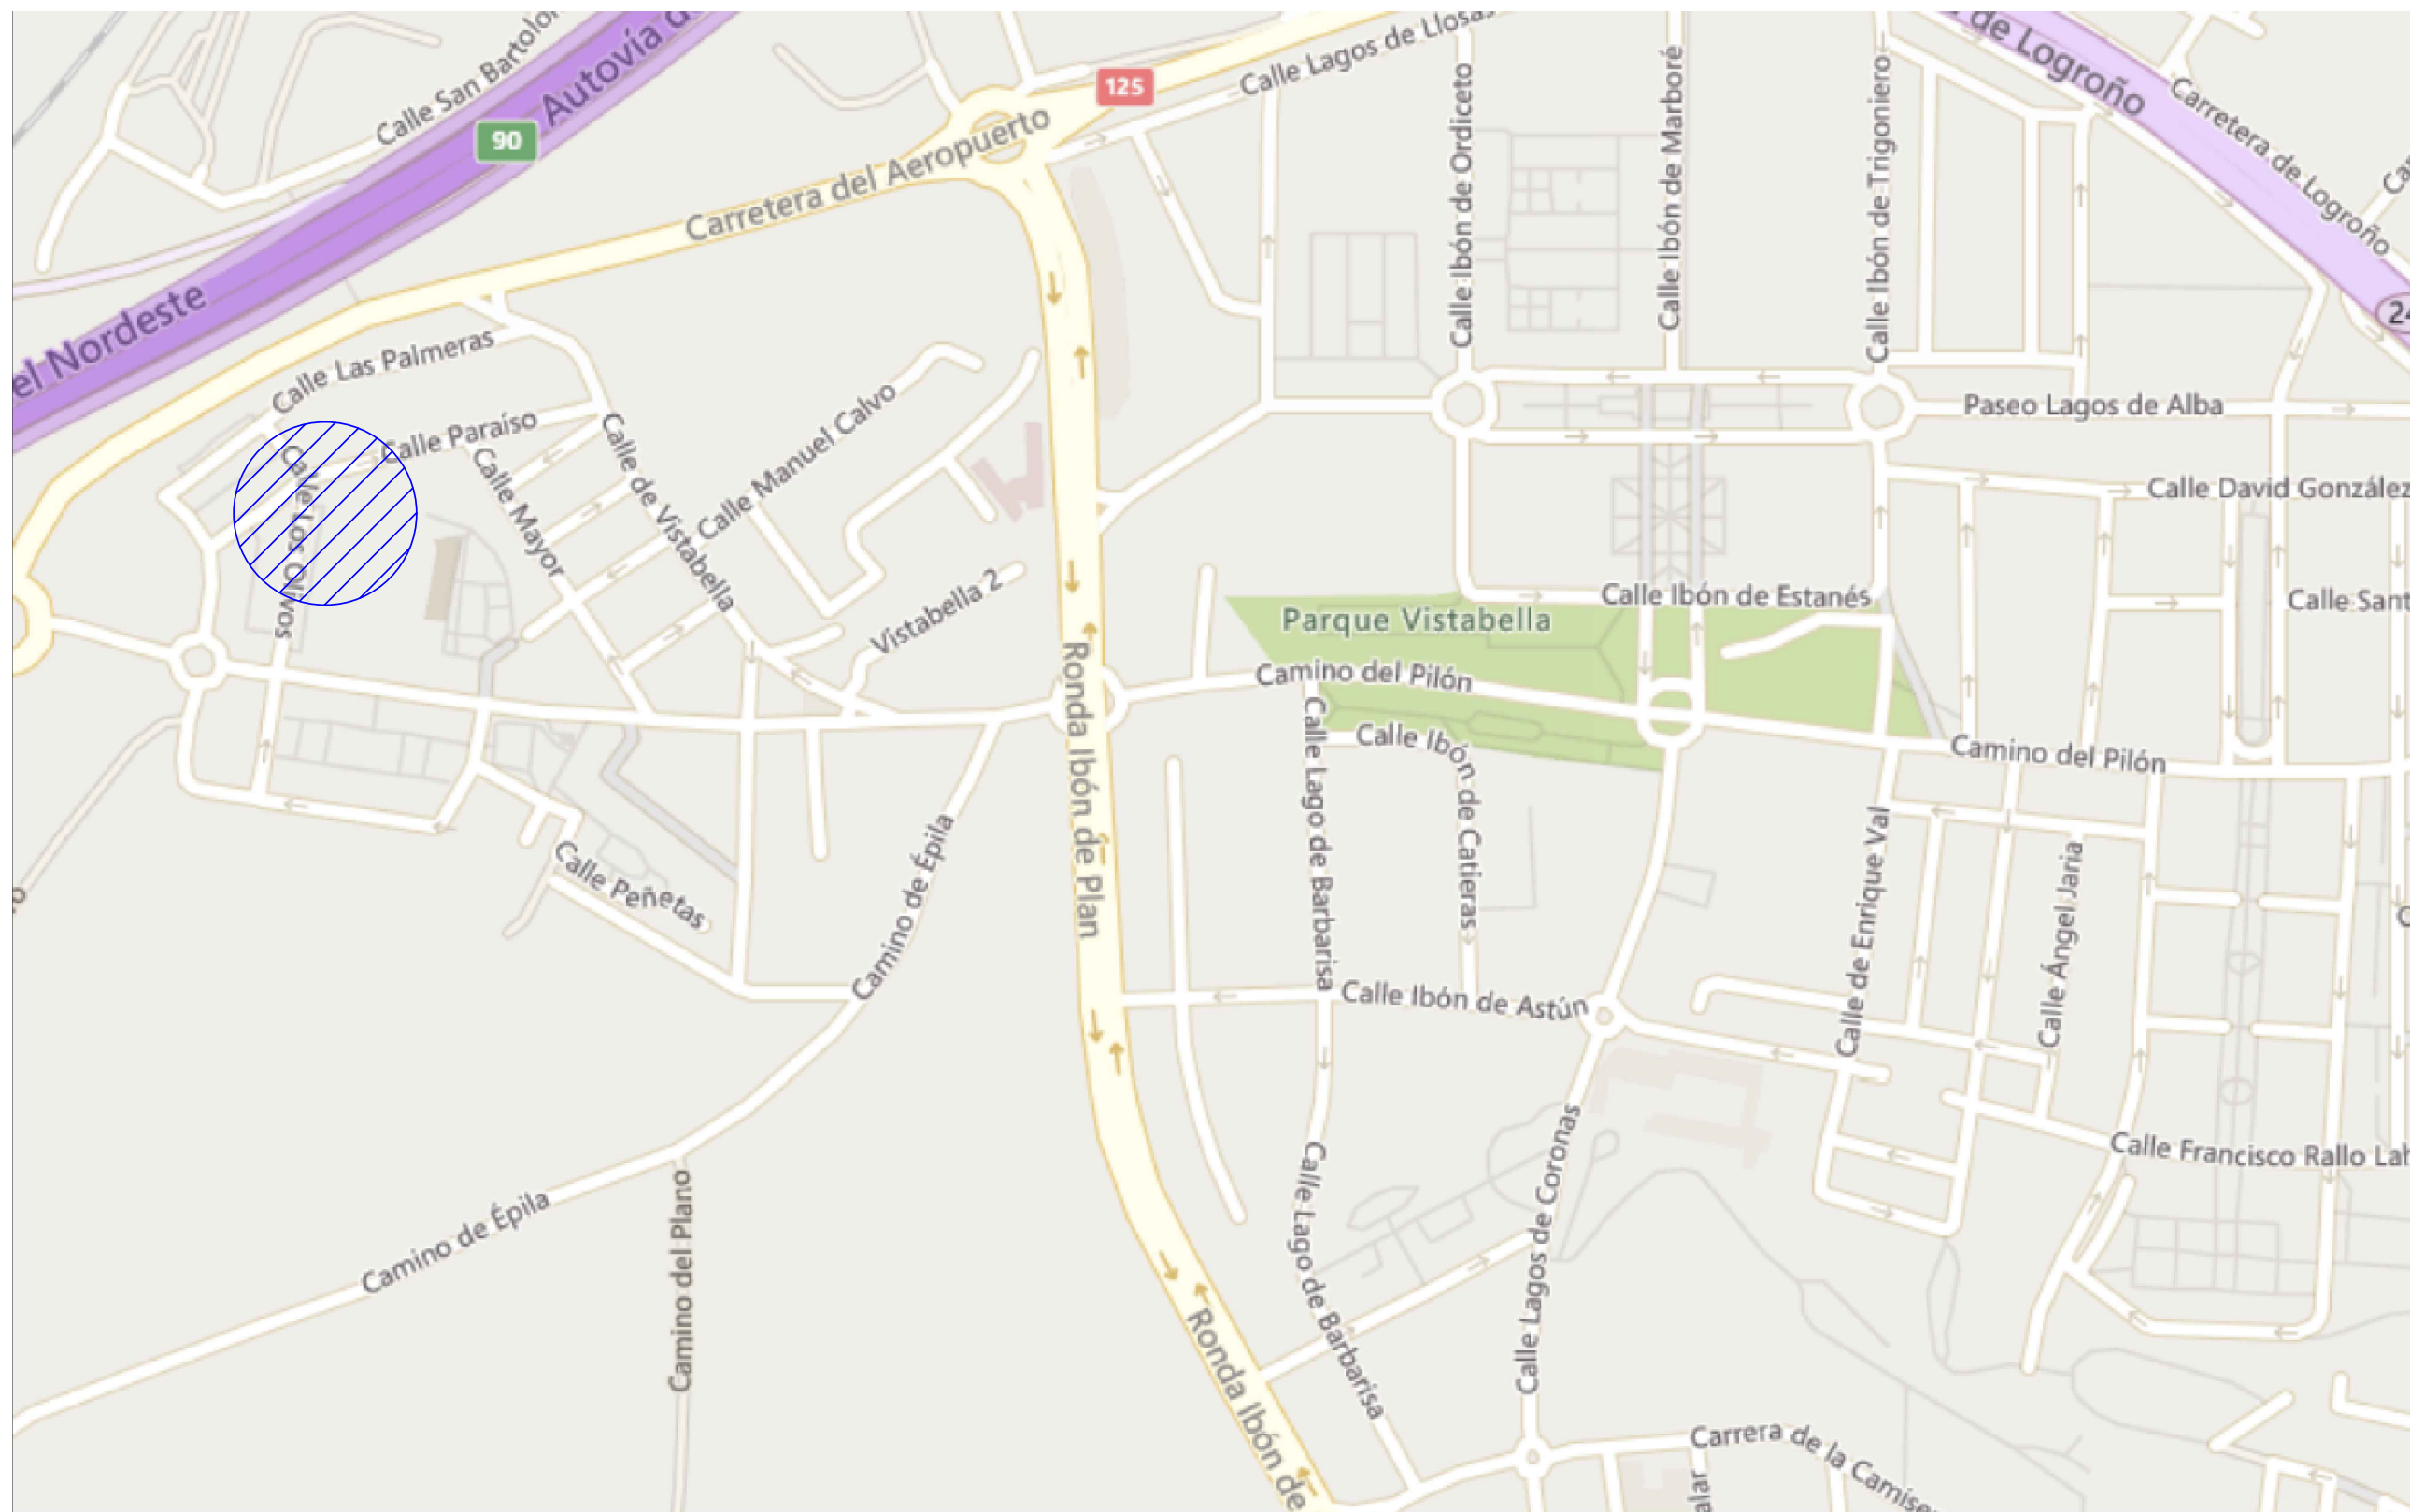 Calle San Bartolo
Autovía d
90
125
Calle Lagos de Llosas
de Logroño
Carretera de Logroño
Carretera del Aeropuerto
Calle Ibón de Ordiceto
Calle Ibón de Marboré
Calle Ibón de Trigoniero
el Nordeste
24
Calle Las Palmeras
Calle Paraíso
Calle Manuel Calvo
Paseo Lagos de Alba
Calle Los Olivos
Calle Mayor
Calle de Vistabella
Calle David González
Vistabella 2
Parque Vistabella
Calle Ibón de Estanés
Calle Sant
Camino del Pilón
Ronda Ibón de Plan
Calle Ibón de Catieras
Calle Lago de Barbarisa
Camino del Pilón
Calle Peñetas
Camino de Épila
Calle de Enrique Val
Calle Ángel Jaria
Calle Ibón de Astún
Calle Francisco Rallo Lah
Camino de Épila
Camino del Plano
Calle Lago de Barbarisa
Calle Lagos de Coronas
Ronda Ibón de
Carrera de la Camise
alar